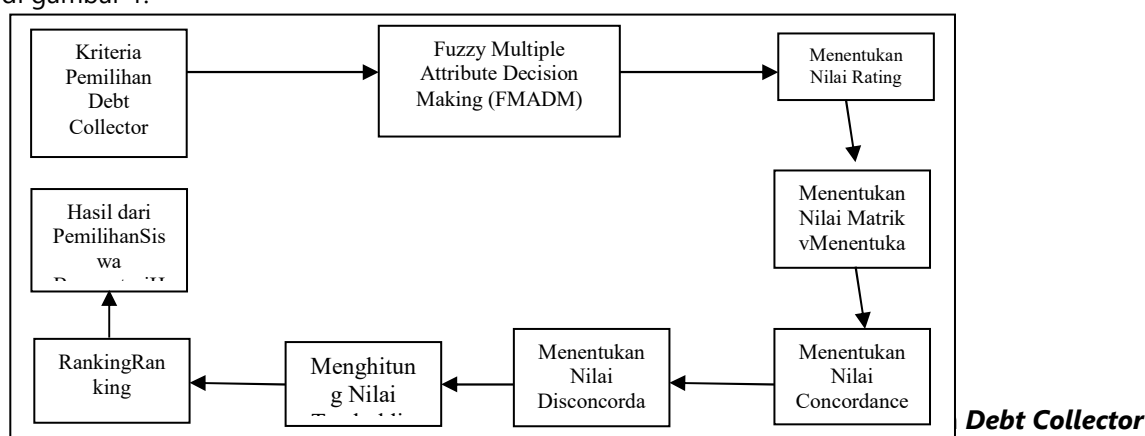 di gambar 1.
Kriteria
Pemilihan
Debt
Collector
Fuzzy Multiple
Attribute Decision
Making (FMADM)
Menentukan
Nilai Rating
Menentukan
Nilai Matrik
vMenentuka
Menentukan
Nilai
Concordance
Menentukan
Nilai
Disconcorda
Menghitun
g Nilai
RankingRan
king
Hasil dari
PemilihanSis
wa
Debt Collector